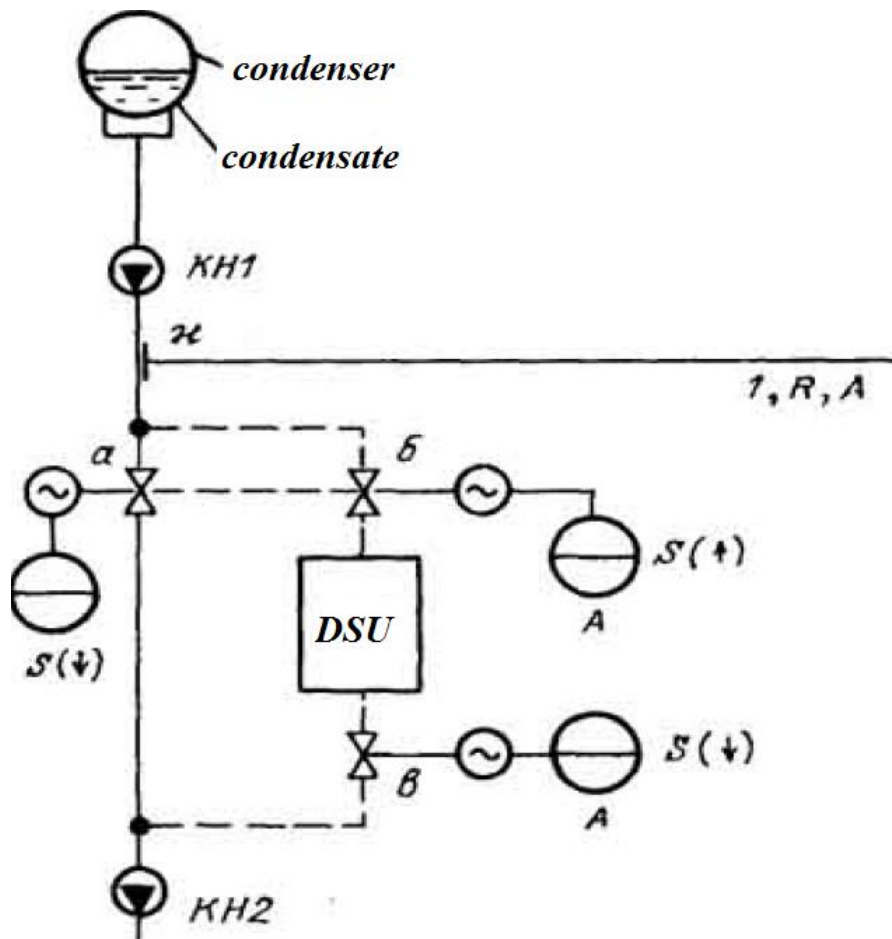 condenser
condensate
КН1
ϰ
1, R, A
а
б
S(↑)
A
DSU
S(↓)
S(↓)
в
A
КН2